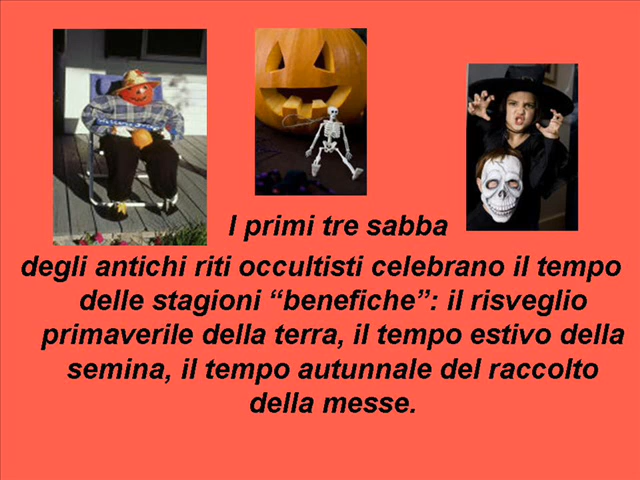 I primi tre sabba
degli antichi riti occultisti celebrano il tempo
delle stagioni “benefiche”: il risveglio
primaverile della terra, il tempo estivo della
semina, il tempo autunnale del raccolto
della messe.